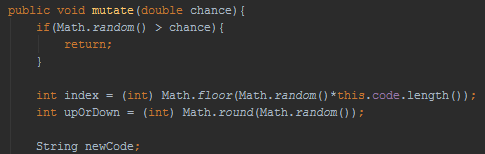 public void mutate(double chance){
if(Math.random() > chance){
return;
}
int index = (int) Math.floor(Math.random()*this.code.length());
int upOrDown = (int) Math.round(Math.random());
String newCode;